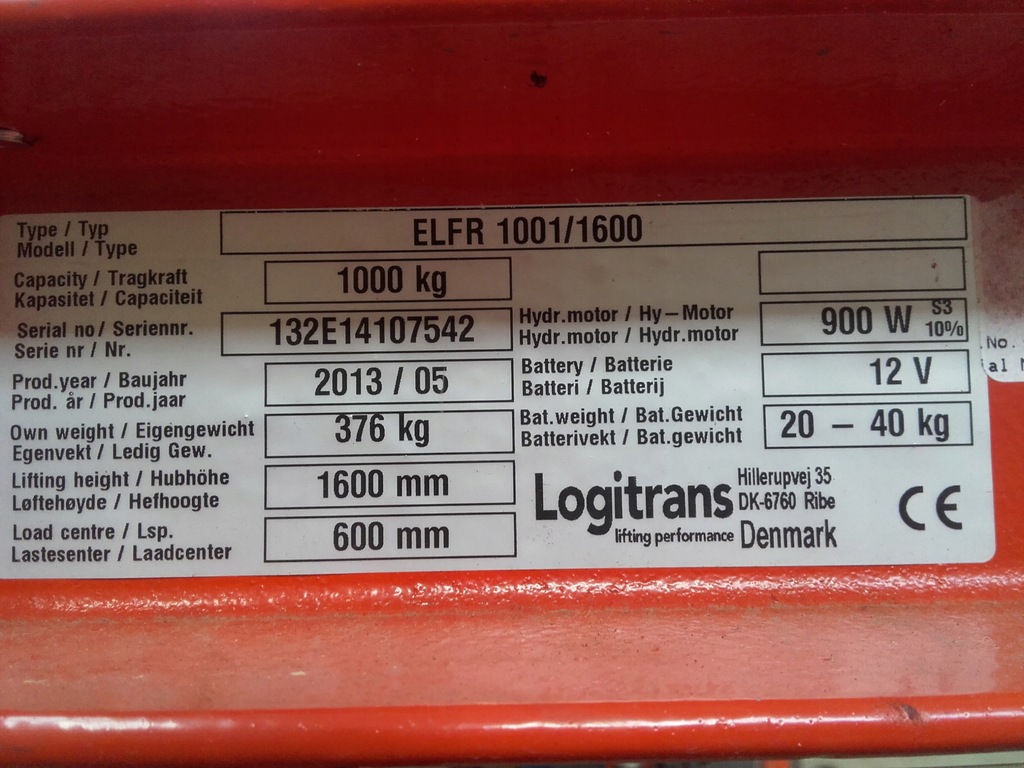 Type / Typ
Modell / Type
ELFR 1001/1600
Capacity / Tragkraft
Kapasitet / Capaciteit
1000 kg
Serial no/ Seriennr.
Serie nr / Nr.
132E14107542
Hydr.motor / Hy-Motor
Hydr.motor / Hydr.motor
900 W S3
10%
Prod.year / Baujahr
Prod. år / Prod.jaar
2013 / 05
Battery / Batterie
Batteri / Batterij
12 V
Own weight / Eigengewicht
Egenvekt / Ledig Gew.
376 kg
Bat.weight / Bat.Gewicht
Batterivekt / Bat.gewicht
20 – 40 kg
Lifting height / Hubhöhe
Løftehøyde / Hefhoogte
1600 mm
Load centre / Lsp.
Lastesenter / Laadcenter
600 mm
Logitrans
lifting performance
Hillerupvej 35
DK-6760 Ribe
Denmark
CE
No.